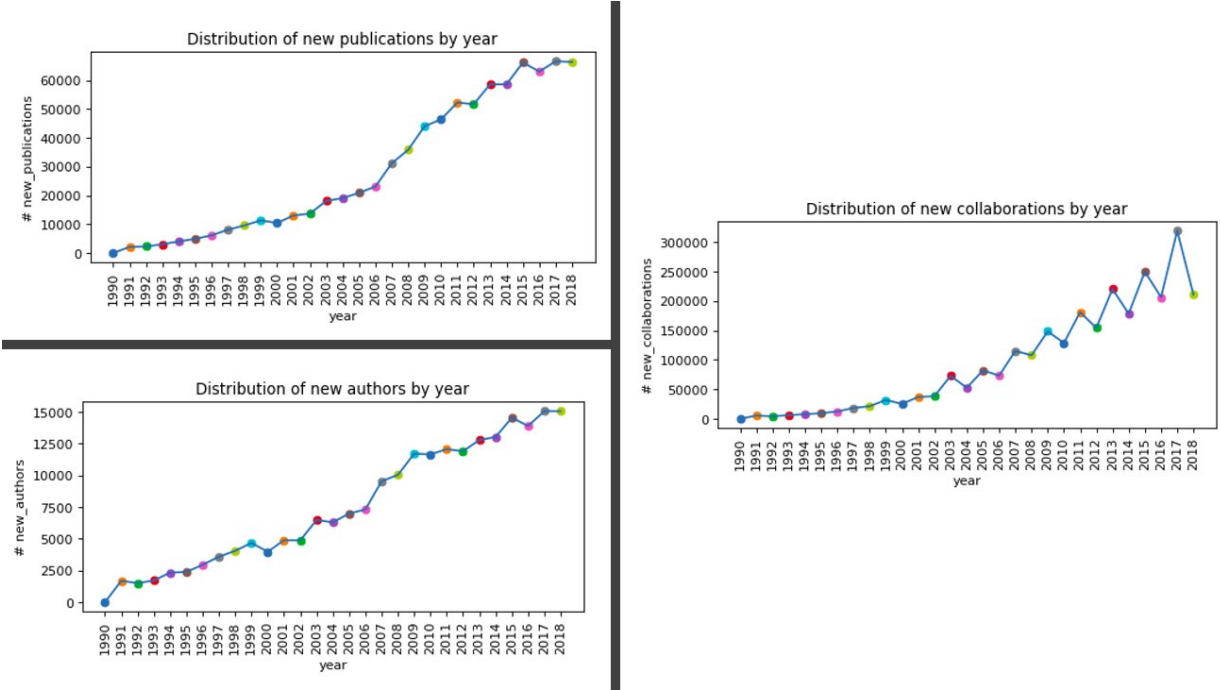 Distribution of new publications by year
# new_publications
60000
50000
40000
30000
20000
10000
0
1990 1991 1992 1993 1994 1995 1996 1997 1998 1999 2000 2001 2002 2003 2004 2005 2006 2007 2008 2009 2010 2011 2012 2013 2014 2015 2016 2017 2018
year
Distribution of new authors by year
# new_authors
15000
12500
10000
7500
5000
2500
0
1990 1991 1992 1993 1994 1995 1996 1997 1998 1999 2000 2001 2002 2003 2004 2005 2006 2007 2008 2009 2010 2011 2012 2013 2014 2015 2016 2017 2018
year
Distribution of new collaborations by year
# new_collaborations
300000
250000
200000
150000
100000
50000
0
1990 1991 1992 1993 1994 1995 1996 1997 1998 1999 2000 2001 2002 2003 2004 2005 2006 2007 2008 2009 2010 2011 2012 2013 2014 2015 2016 2017 2018
year